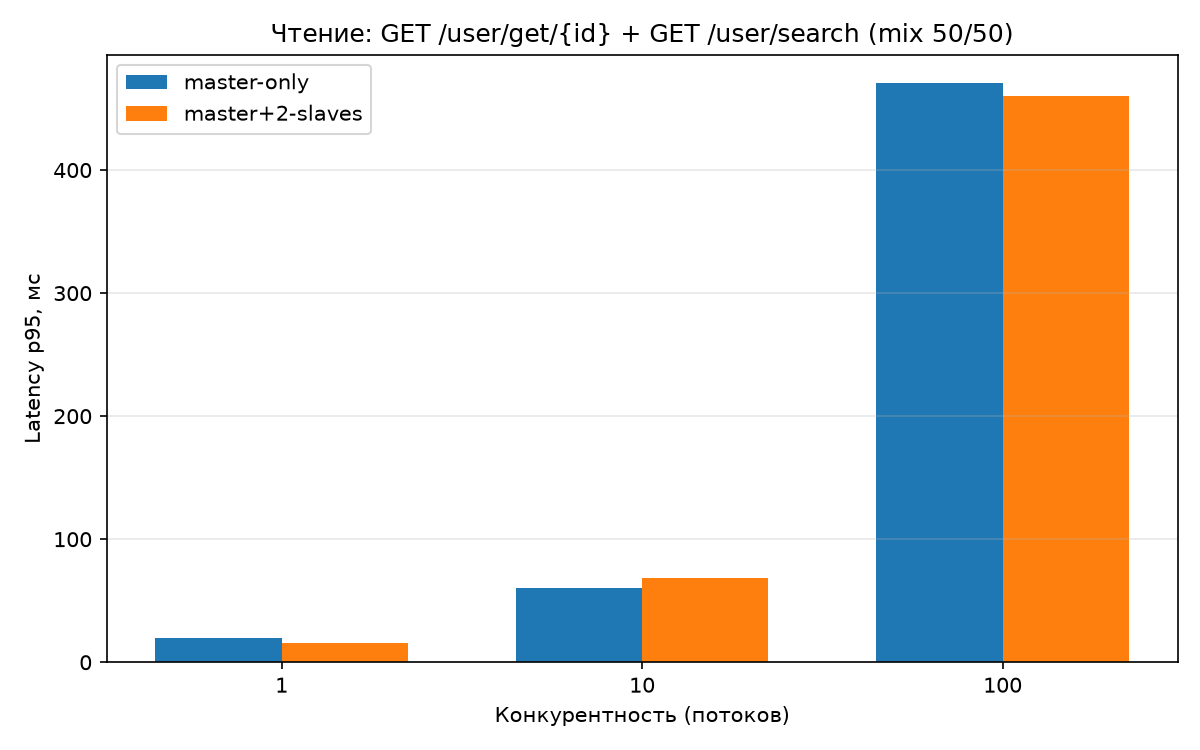 Чтение: GET /user/get/{id} + GET /user/search (mix 50/50)
master-only
master+2-slaves
Latency p95, мс
400
300
200
100
0
1
10
100
Конкурентность (потоков)